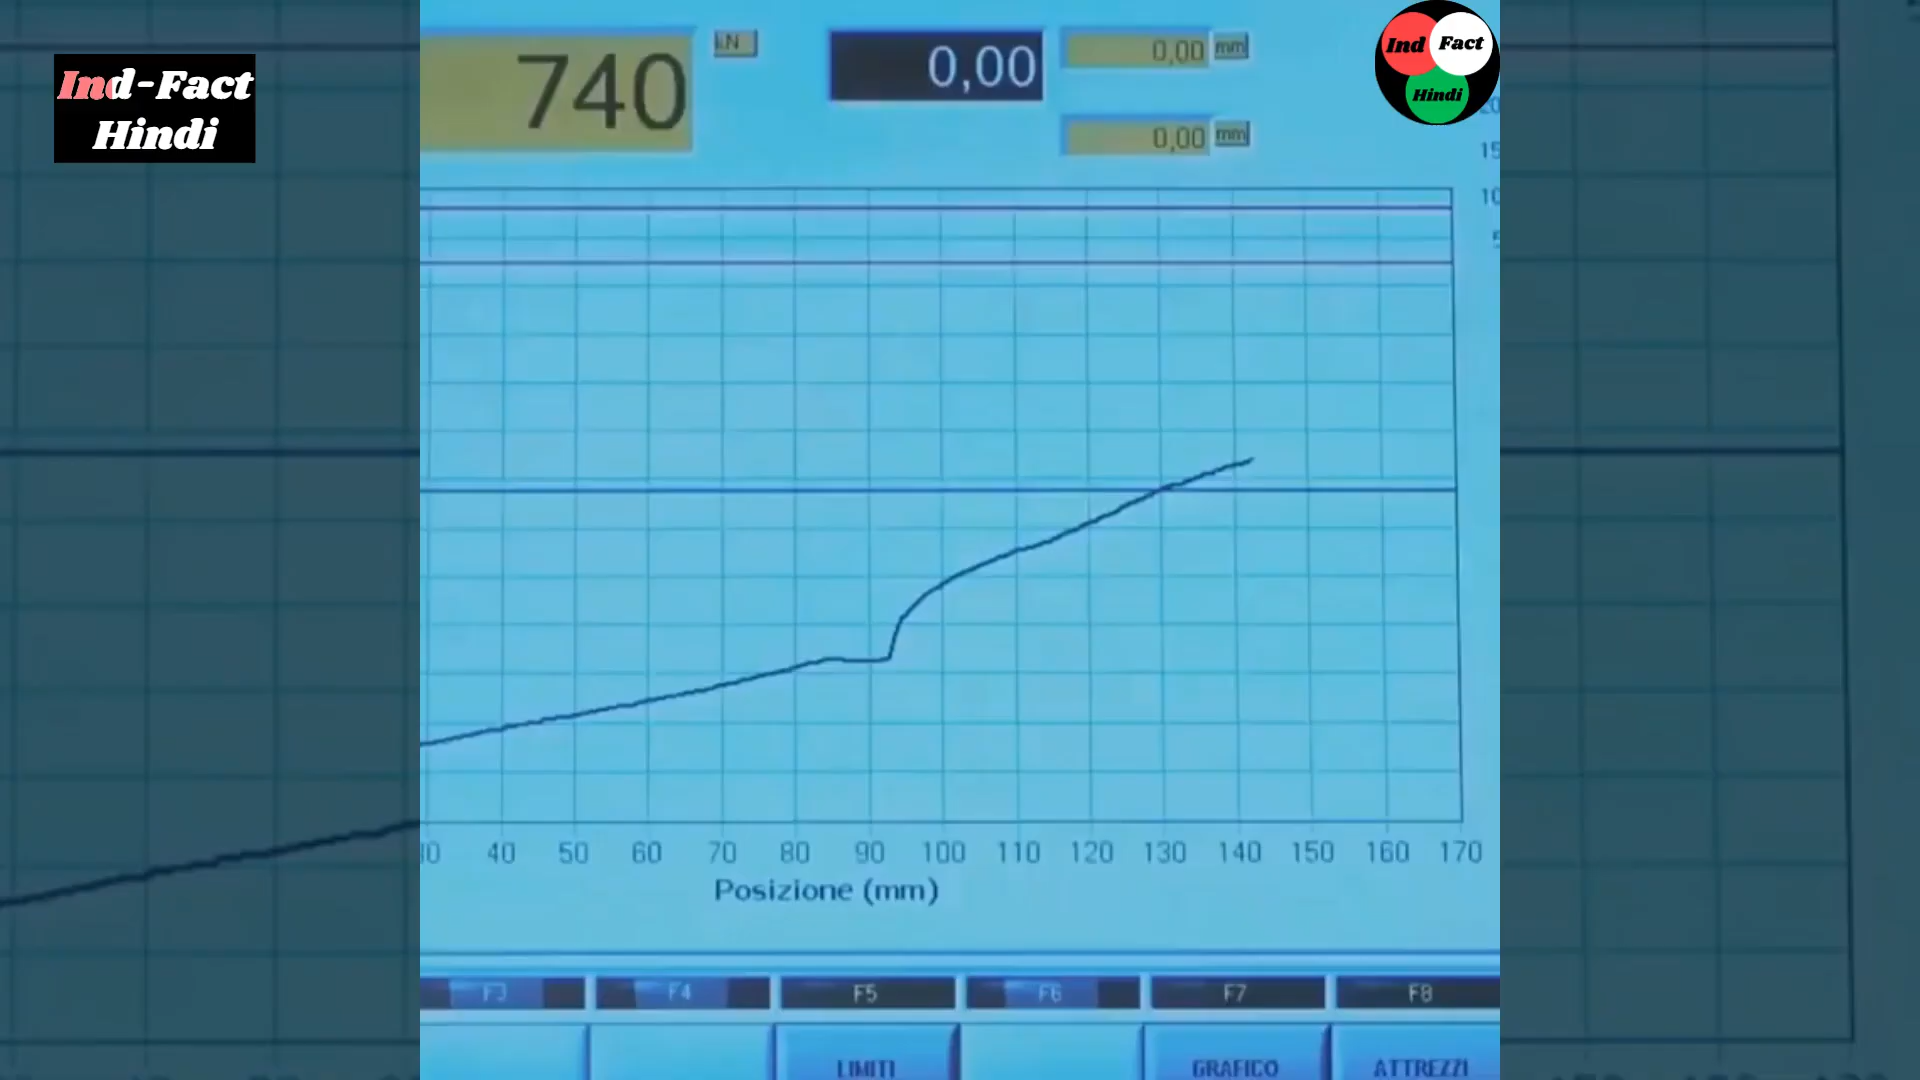 Ind-Fact
Hindi
740
kN
0,00
0,00 mm
0,00 mm
Ind Fact
Hindi
40 50 60 70 80 90 100 110 120 130 140 150 160 170
Posizione (mm)
F3 F4 F5 F6 F7 F8
LIMITI GRAFICO ATTREZZI